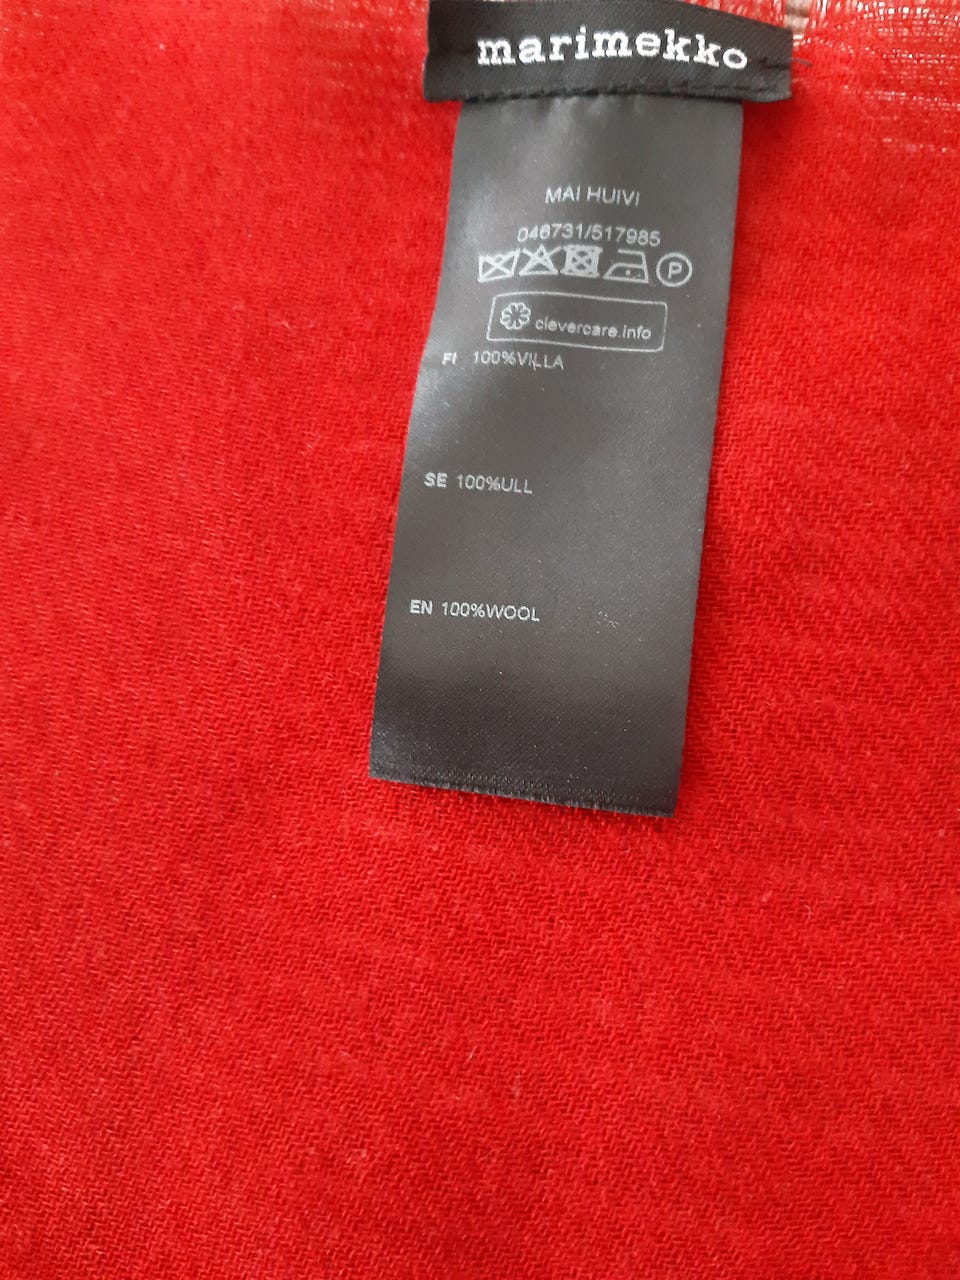 marimekko
MAI HUIVI
046731/517985
P
clevercare.info
FI 100%VILLA
SE 100%ULL
EN 100%WOOL